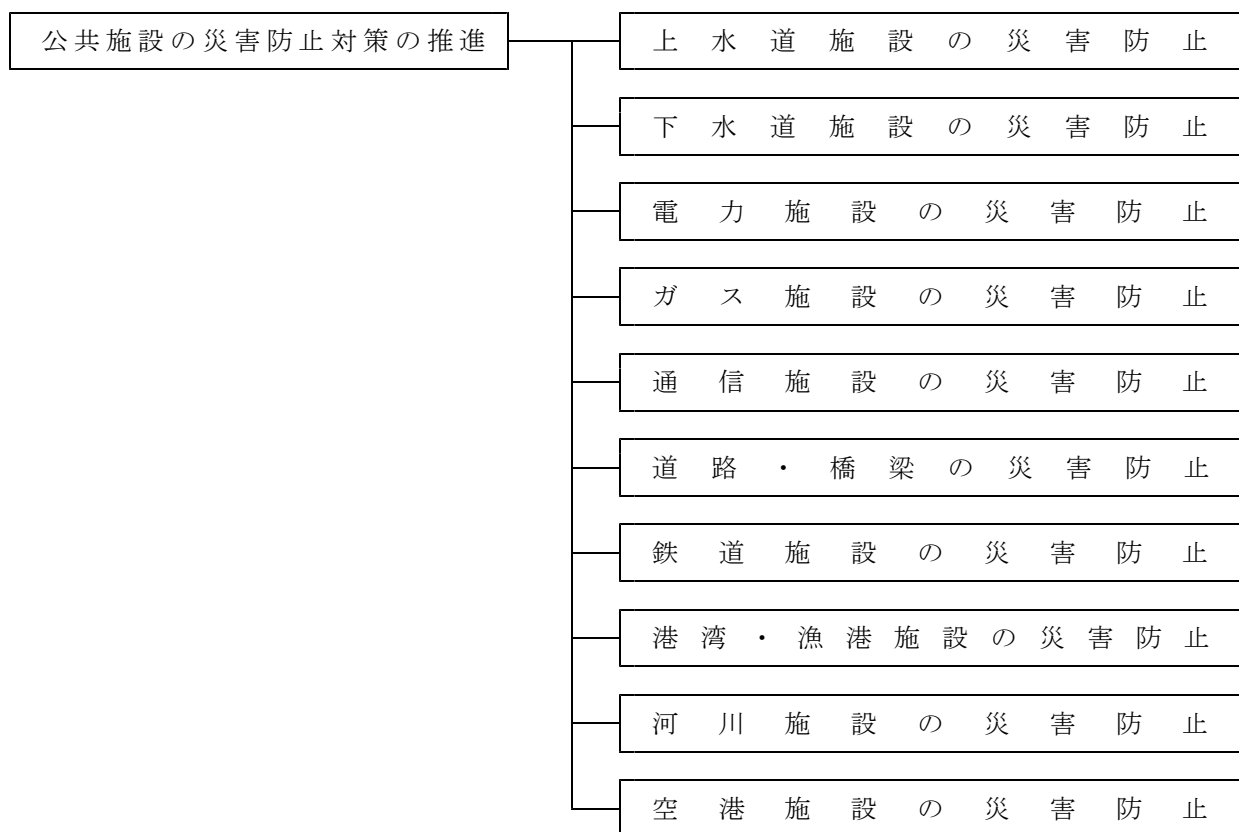 公共施設の災害防止対策の推進
上水道施設の災害防止
下水道施設の災害防止
電力施設の災害防止
ガス施設の災害防止
通信施設の災害防止
道路・橋梁の災害防止
鉄道施設の災害防止
港湾・漁港施設の災害防止
河川施設の災害防止
空港施設の災害防止